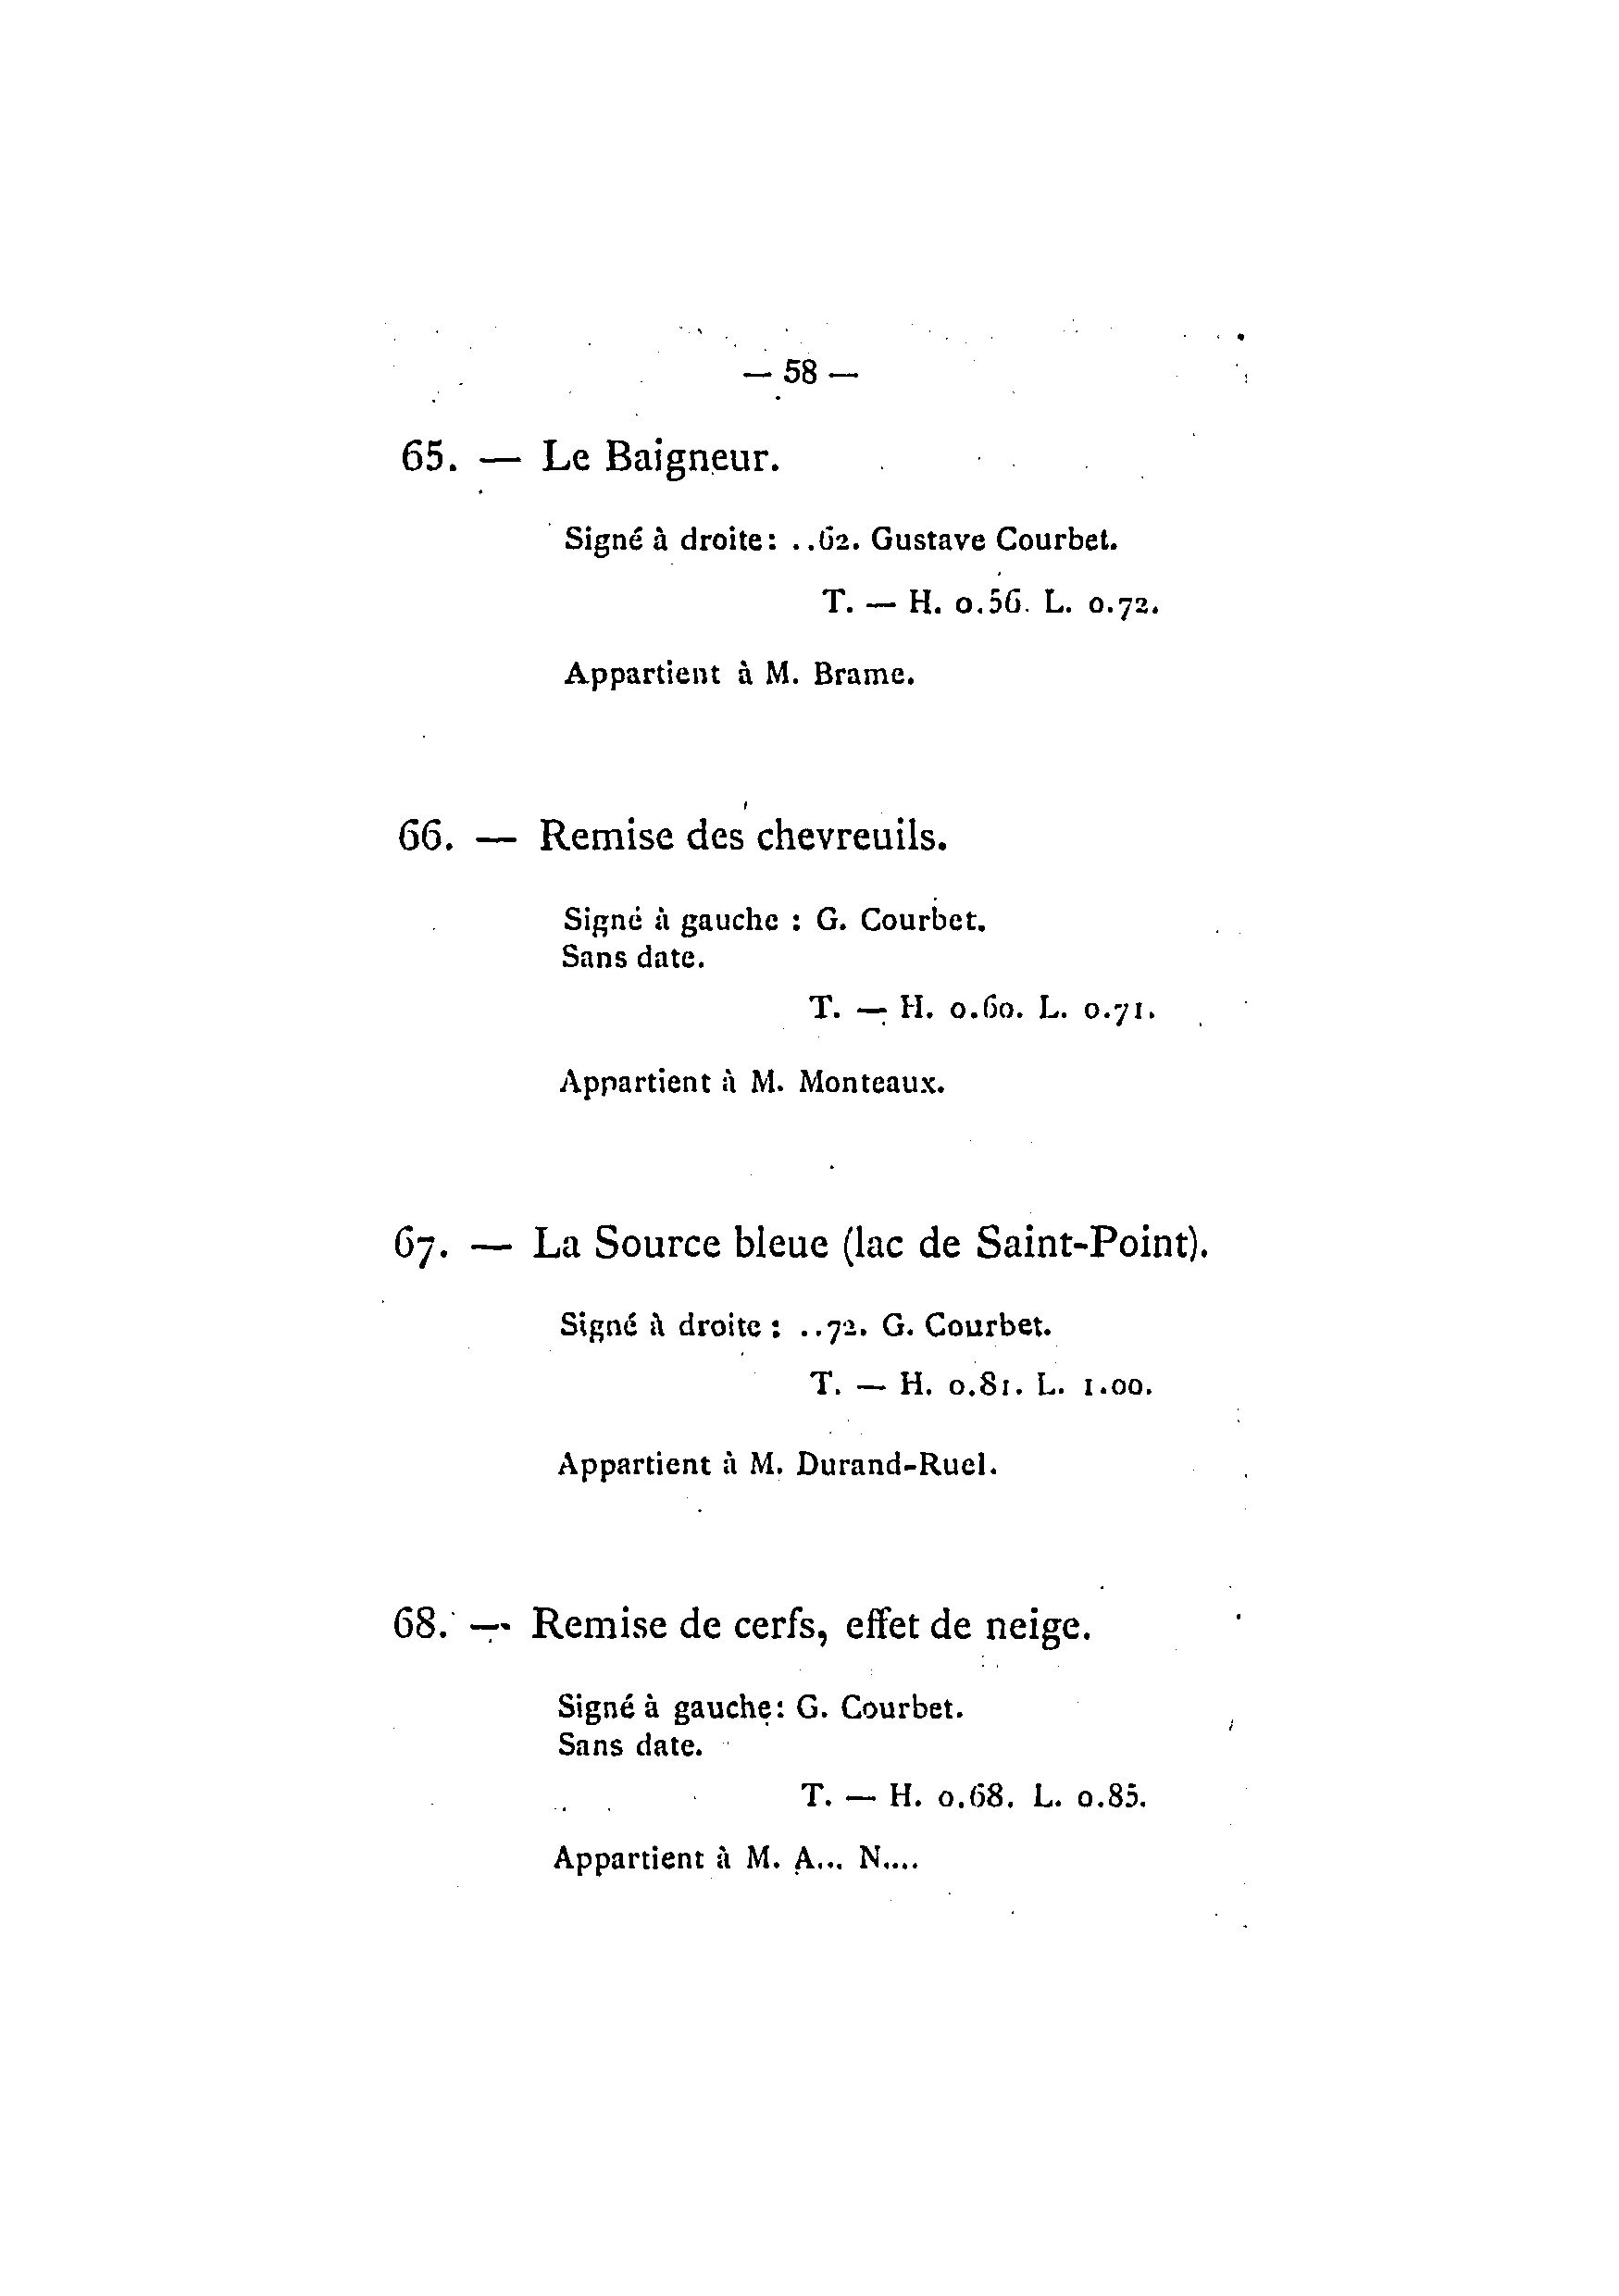 — 58 —
65. — Le Baigneur.
Signé à droite: ..62. Gustave Courbet.
T. — H. 0.56. L. 0.72.
Appartient à M. Brame.
66. — Remise des chevreuils.
Signé à gauche : G. Courbet.
Sans date.
T. — H. 0.60. L. 0.71.
Appartient à M. Monteaux.
67. — La Source bleue (lac de Saint-Point).
Signé à droite : ..72. G. Courbet.
T. — H. 0.81. L. 1.00.
Appartient à M. Durand-Ruel.
68. — Remise de cerfs, effet de neige.
Signé à gauche: G. Courbet.
Sans date.
T. — H. 0.68. L. 0.85.
Appartient à M. A... N....